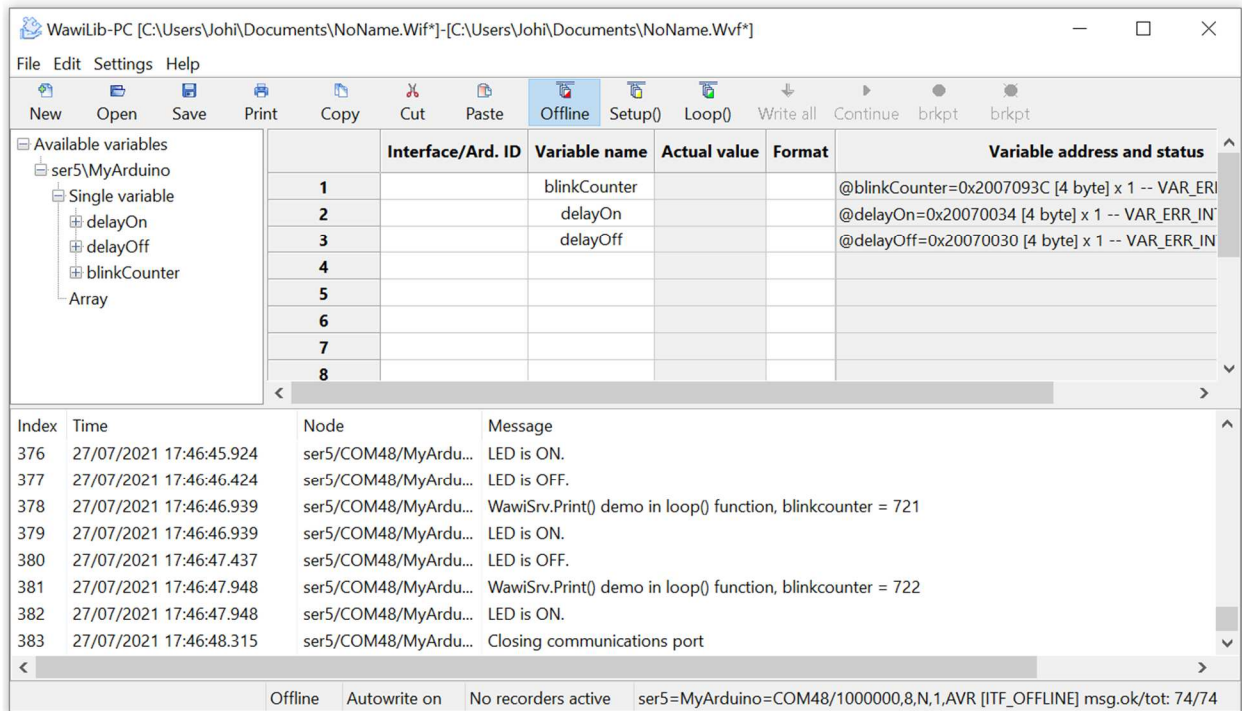 WawiLib-PC [C:\Users\Johi\Documents\NoName.Wif*]-[C:\Users\Johi\Documents\NoName.Wvf*]
File Edit Settings Help
New Open Save Print Copy Cut Paste Offline Setup() Loop() Write all Continue brkpt brkpt
Available variables
ser5\MyArduino
Single variable
delayOn
delayOff
blinkCounter
Array
Interface/Ard. ID Variable name Actual value Format Variable address and status
1 blinkCounter @blinkCounter=0x2007093C [4 byte] x 1 -- VAR_ERI
2 delayOn @delayOn=0x20070034 [4 byte] x 1 -- VAR_ERR_IN
3 delayOff @delayOff=0x20070030 [4 byte] x 1 -- VAR_ERR_IN
4
5
6
7
8
Index Time Node Message
376 27/07/2021 17:46:45.924 ser5/COM48/MyArdu... LED is ON.
377 27/07/2021 17:46:46.424 ser5/COM48/MyArdu... LED is OFF.
378 27/07/2021 17:46:46.939 ser5/COM48/MyArdu... WawiSrv.Print() demo in loop() function, blinkcounter = 721
379 27/07/2021 17:46:46.939 ser5/COM48/MyArdu... LED is ON.
380 27/07/2021 17:46:47.437 ser5/COM48/MyArdu... LED is OFF.
381 27/07/2021 17:46:47.948 ser5/COM48/MyArdu... WawiSrv.Print() demo in loop() function, blinkcounter = 722
382 27/07/2021 17:46:47.948 ser5/COM48/MyArdu... LED is ON.
383 27/07/2021 17:46:48.315 ser5/COM48/MyArdu... Closing communications port
Offline Autowrite on No recorders active ser5=MyArduino=COM48/1000000,8,N,1,AVR [ITF_OFFLINE] msg.ok/tot: 74/74